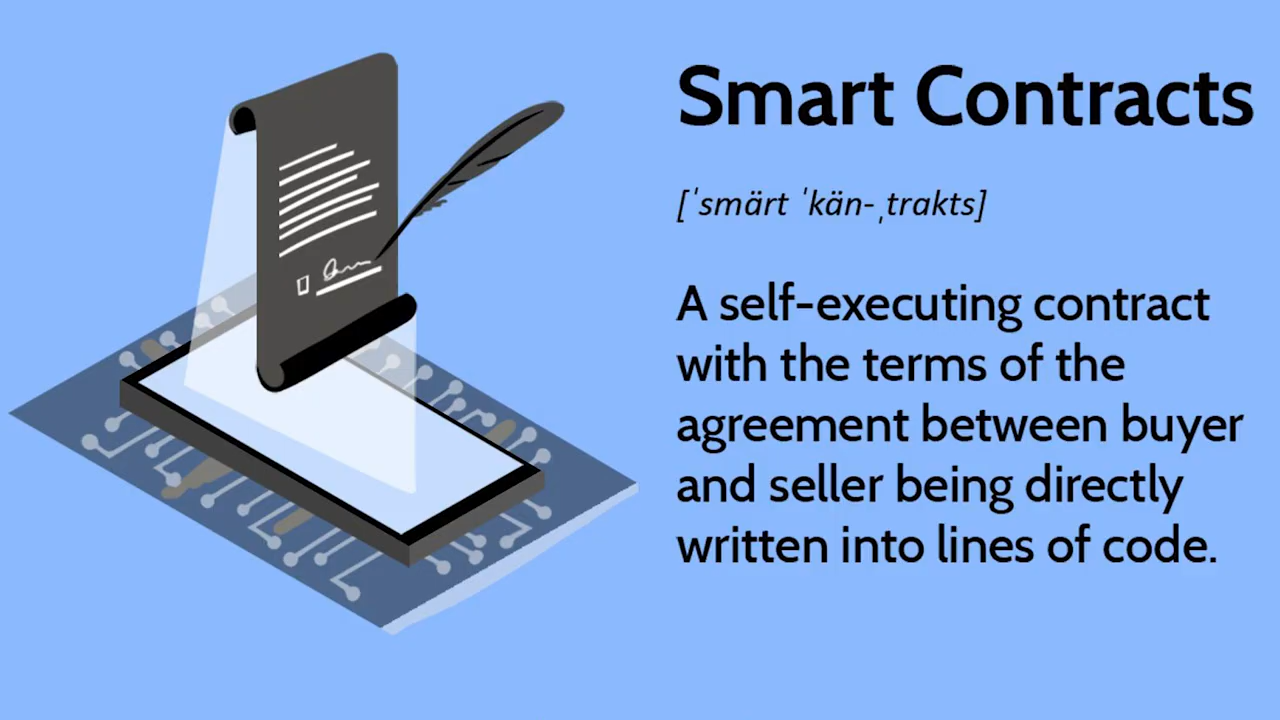 Smart Contracts
[ˈsmärt ˈkän-ˌtrakts]
A self-executing contract
with the terms of the
agreement between buyer
and seller being directly
written into lines of code.